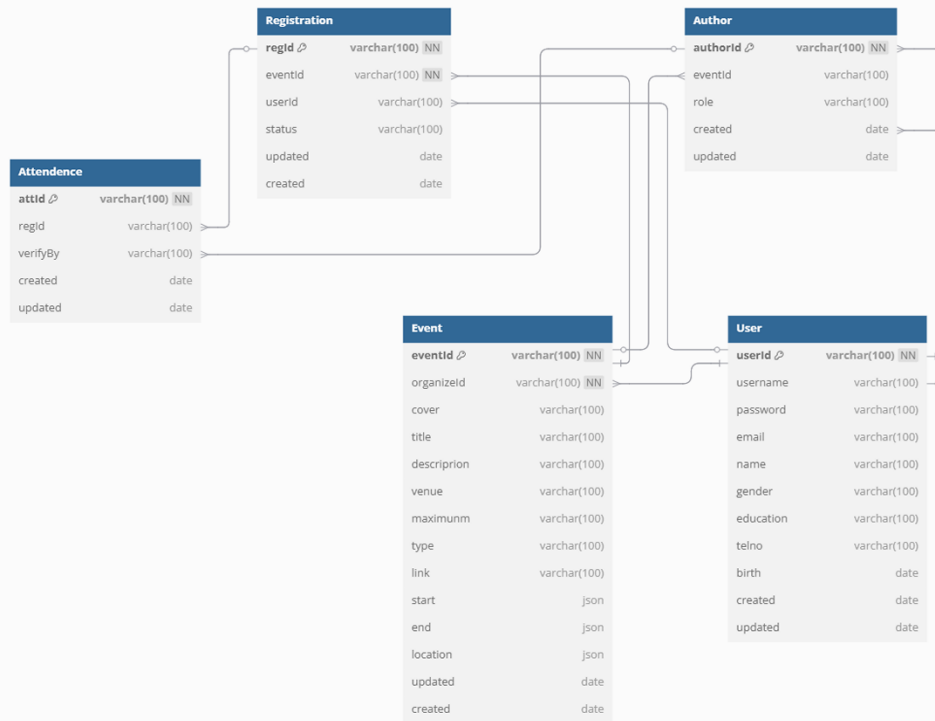 Registration
regId varchar(100) NN
eventId varchar(100) NN
userId varchar(100)
status varchar(100)
updated date
created date
Author
authorId varchar(100) NN
eventId varchar(100)
role varchar(100)
created date
updated date
Attendence
attId varchar(100) NN
regId varchar(100)
verifyBy varchar(100)
created date
updated date
Event
eventId varchar(100) NN
organizeId varchar(100) NN
cover varchar(100)
title varchar(100)
descriprion varchar(100)
venue varchar(100)
maximunm varchar(100)
type varchar(100)
link varchar(100)
start json
end json
location json
updated date
created date
User
userId varchar(100) NN
username varchar(100)
password varchar(100)
email varchar(100)
name varchar(100)
gender varchar(100)
education varchar(100)
telno varchar(100)
birth date
created date
updated date